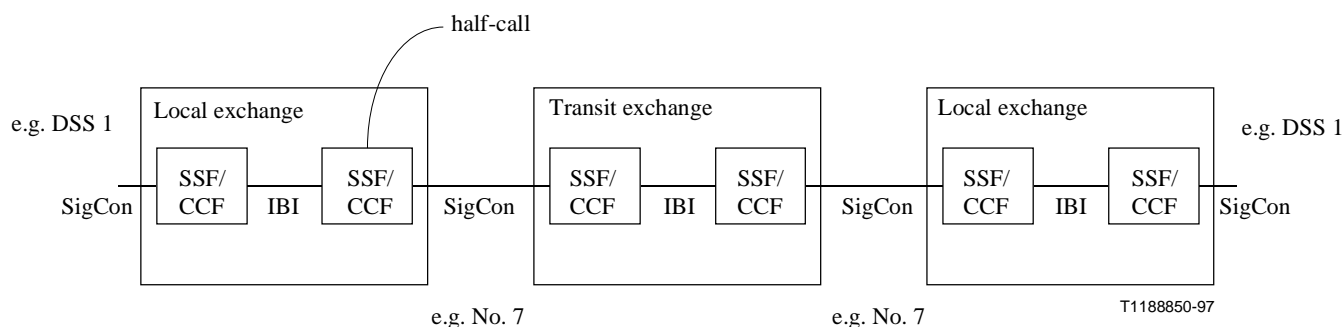 half-call
Local exchange
Transit exchange
Local exchange
e.g. DSS 1
e.g. DSS 1
SSF/
CCF
SSF/
CCF
SSF/
CCF
SSF/
CCF
SSF/
CCF
SSF/
CCF
SigCon
IBI
SigCon
IBI
SigCon
IBI
SigCon
T1188850-97
e.g. No. 7
e.g. No. 7